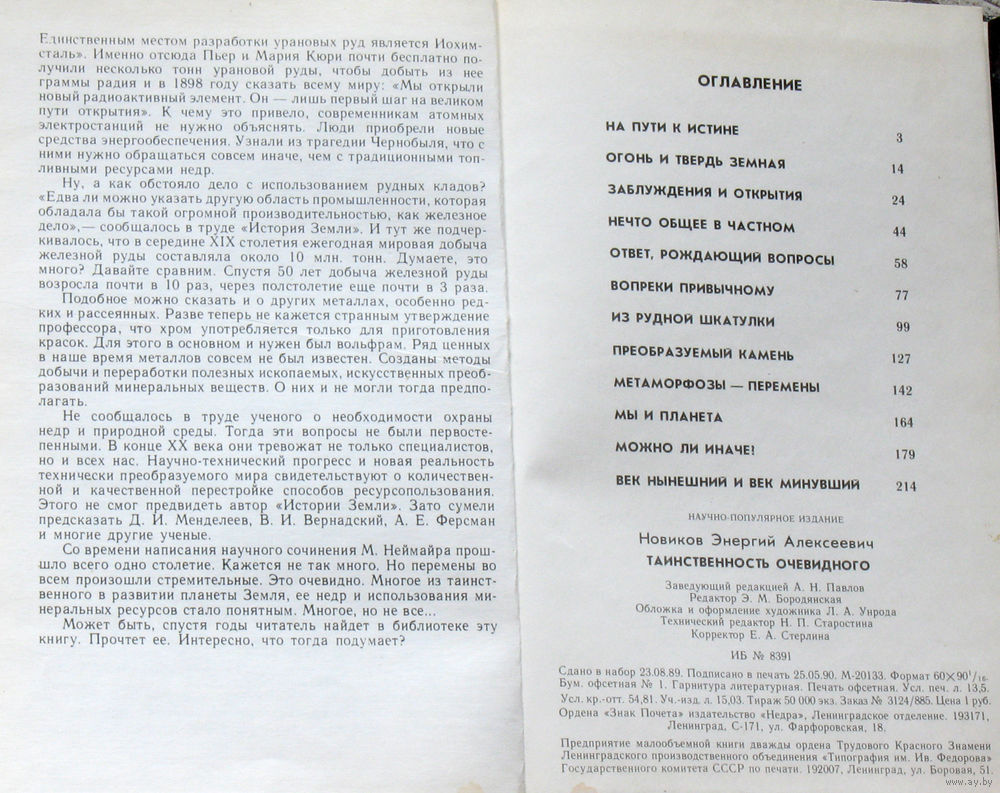 Единственным местом разработки урановых руд является Иохим-
сталь». Именно отсюда Пьер и Мария Кюри почти бесплатно по-
лучили несколько тонн урановой руды, чтобы добыть из нее
граммы радия и в 1898 году сказать всему миру: «Мы открыли
новый радиоактивный элемент. Он — лишь первый шаг на великом
пути открытия». К чему это привело, современникам атомных
электростанций не нужно объяснять. Люди приобрели новые
средства энергообеспечения. Узнали из трагедии Чернобыля, что с
ними нужно обращаться совсем иначе, чем с традиционными топ-
ливными ресурсами недр.
Ну, а как обстояло дело с использованием рудных кладов?
«Едва ли можно указать другую область промышленности, которая
обладала бы такой огромной производительностью, как железное
дело»,— сообщалось в труде «История Земли». И тут же подчер-
кивалось, что в середине XIX столетия ежегодная мировая добыча
железной руды составляла около 10 млн. тонн. Думаете, это
много? Давайте сравним. Спустя 50 лет добыча железной руды
возросла почти в 10 раз, через полстолетие еще почти в 3 раза.
Подобное можно сказать и о других металлах, особенно ред-
ких и рассеянных. Разве теперь не кажется странным утверждение
профессора, что хром употребляется только для приготовления
красок. Для этого в основном и нужен был вольфрам. Ряд ценных
в наше время металлов совсем не был известен. Созданы методы
добычи и переработки полезных ископаемых, искусственных преоб-
разований минеральных веществ. О них и не могли тогда предпо-
лагать.
Не сообщалось в труде ученого о необходимости охраны
недр и природной среды. Тогда эти вопросы не были первосте-
пенными. В конце XX века они тревожат не только специалистов,
но и всех нас. Научно-технический прогресс и новая реальность
технически преобразуемого мира свидетельствуют о количествен-
ной и качественной перестройке способов ресурсопользования.
Этого не смог предвидеть автор «Истории Земли». Зато сумели
предсказать Д. И. Менделеев, В. И. Вернадский, А. Е. Ферсман
и многие другие ученые.
Со времени написания научного сочинения М. Неймайра прош-
ло всего одно столетие. Кажется не так много. Но перемены во
всем произошли стремительные. Это очевидно. Многое из таинст-
венного в развитии планеты Земля, ее недр и использования ми-
неральных ресурсов стало понятным. Многое, но не все...
Может быть, спустя годы читатель найдет в библиотеке эту
книгу. Прочтет ее. Интересно, что тогда подумает?
ОГЛАВЛЕНИЕ
НА ПУТИ К ИСТИНЕ 3
ОГОНЬ И ТВЕРДЬ ЗЕМНАЯ 14
ЗАБЛУЖДЕНИЯ И ОТКРЫТИЯ 24
НЕЧТО ОБЩЕЕ В ЧАСТНОМ 44
ОТВЕТ, РОЖДАЮЩИЙ ВОПРОСЫ 58
ВОПРЕКИ ПРИВЫЧНОМУ 77
ИЗ РУДНОЙ ШКАТУЛКИ 99
ПРЕОБРАЗУЕМЫЙ КАМЕНЬ 127
МЕТАМОРФОЗЫ — ПЕРЕМЕНЫ 142
МЫ И ПЛАНЕТА 164
МОЖНО ЛИ ИНАЧЕ? 179
ВЕК НЫНЕШНИЙ И ВЕК МИНУВШИЙ 214
НАУЧНО-ПОПУЛЯРНОЕ ИЗДАНИЕ
Новиков Энергий Алексеевич
ТАИНСТВЕННОСТЬ ОЧЕВИДНОГО
Заведующий редакцией А. Н. Павлов
Редактор Э. М. Бородянская
Обложка и оформление художника Л. А. Унрода
Технический редактор Н. П. Старостина
Корректор Е. А. Стерлина
ИБ № 8391
Сдано в набор 23.08.89. Подписано в печать 25.05.90. М-20133. Формат 60×90¹/₁₆.
Бум. офсетная № 1. Гарнитура литературная. Печать офсетная. Усл. печ. л. 13,5.
Усл. кр.-отт. 54,81. Уч.-изд. л. 15,03. Тираж 50 000 экз. Заказ № 3124/885. Цена 1 руб.
Ордена «Знак Почета» издательство «Недра», Ленинградское отделение. 193171,
Ленинград, С-171, ул. Фарфоровская, 18.
Предприятие малообъемной книги дважды ордена Трудового Красного Знамени
Ленинградского производственного объединения «Типография им. Ив. Федорова»
Государственного комитета СССР по печати. 192007, Ленинград, ул. Боровая, 51.
www.ay.by